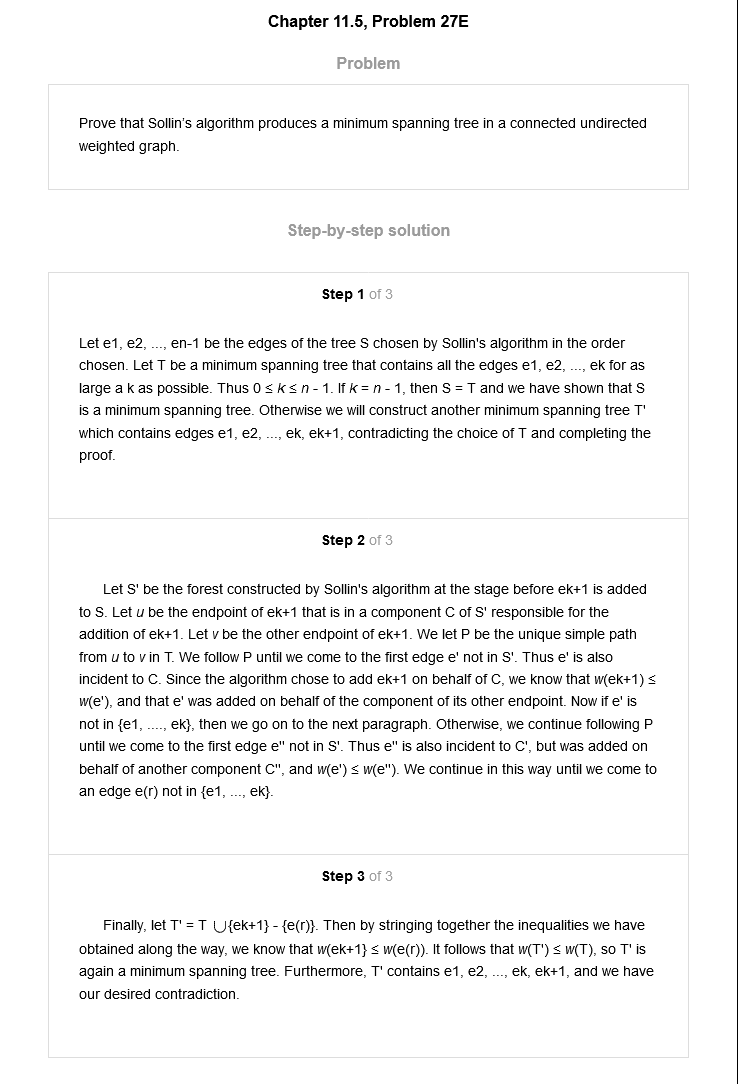 Chapter 11.5, Problem 27E
Problem
Prove that Sollin's algorithm produces a minimum spanning tree in a connected undirected
weighted graph.
Step-by-step solution
Step 1 of 3
Let e1, e2, ..., en-1 be the edges of the tree S chosen by Sollin's algorithm in the order
chosen. Let T be a minimum spanning tree that contains all the edges e1, e2, ..., ek for as
large a k as possible. Thus 0 ≤ k ≤ n - 1. If k = n - 1, then S = T and we have shown that S
is a minimum spanning tree. Otherwise we will construct another minimum spanning tree T'
which contains edges e1, e2, ..., ek, ek+1, contradicting the choice of T and completing the
proof.
Step 2 of 3
Let S' be the forest constructed by Sollin's algorithm at the stage before ek+1 is added
to S. Let u be the endpoint of ek+1 that is in a component C of S' responsible for the
addition of ek+1. Let v be the other endpoint of ek+1. We let P be the unique simple path
from u to v in T. We follow P until we come to the first edge e' not in S'. Thus e' is also
incident to C. Since the algorithm chose to add ek+1 on behalf of C, we know that w(ek+1) ≤
w(e'), and that e' was added on behalf of the component of its other endpoint. Now if e' is
not in {e1, ...., ek}, then we go on to the next paragraph. Otherwise, we continue following P
until we come to the first edge e" not in S'. Thus e" is also incident to C', but was added on
behalf of another component C", and w(e') ≤ w(e"). We continue in this way until we come to
an edge e(r) not in {e1, ..., ek}.
Step 3 of 3
Finally, let T' = T ∪{ek+1} - {e(r)}. Then by stringing together the inequalities we have
obtained along the way, we know that w(ek+1} ≤ w(e(r)). It follows that w(T') ≤ w(T), so T' is
again a minimum spanning tree. Furthermore, T' contains e1, e2, ..., ek, ek+1, and we have
our desired contradiction.